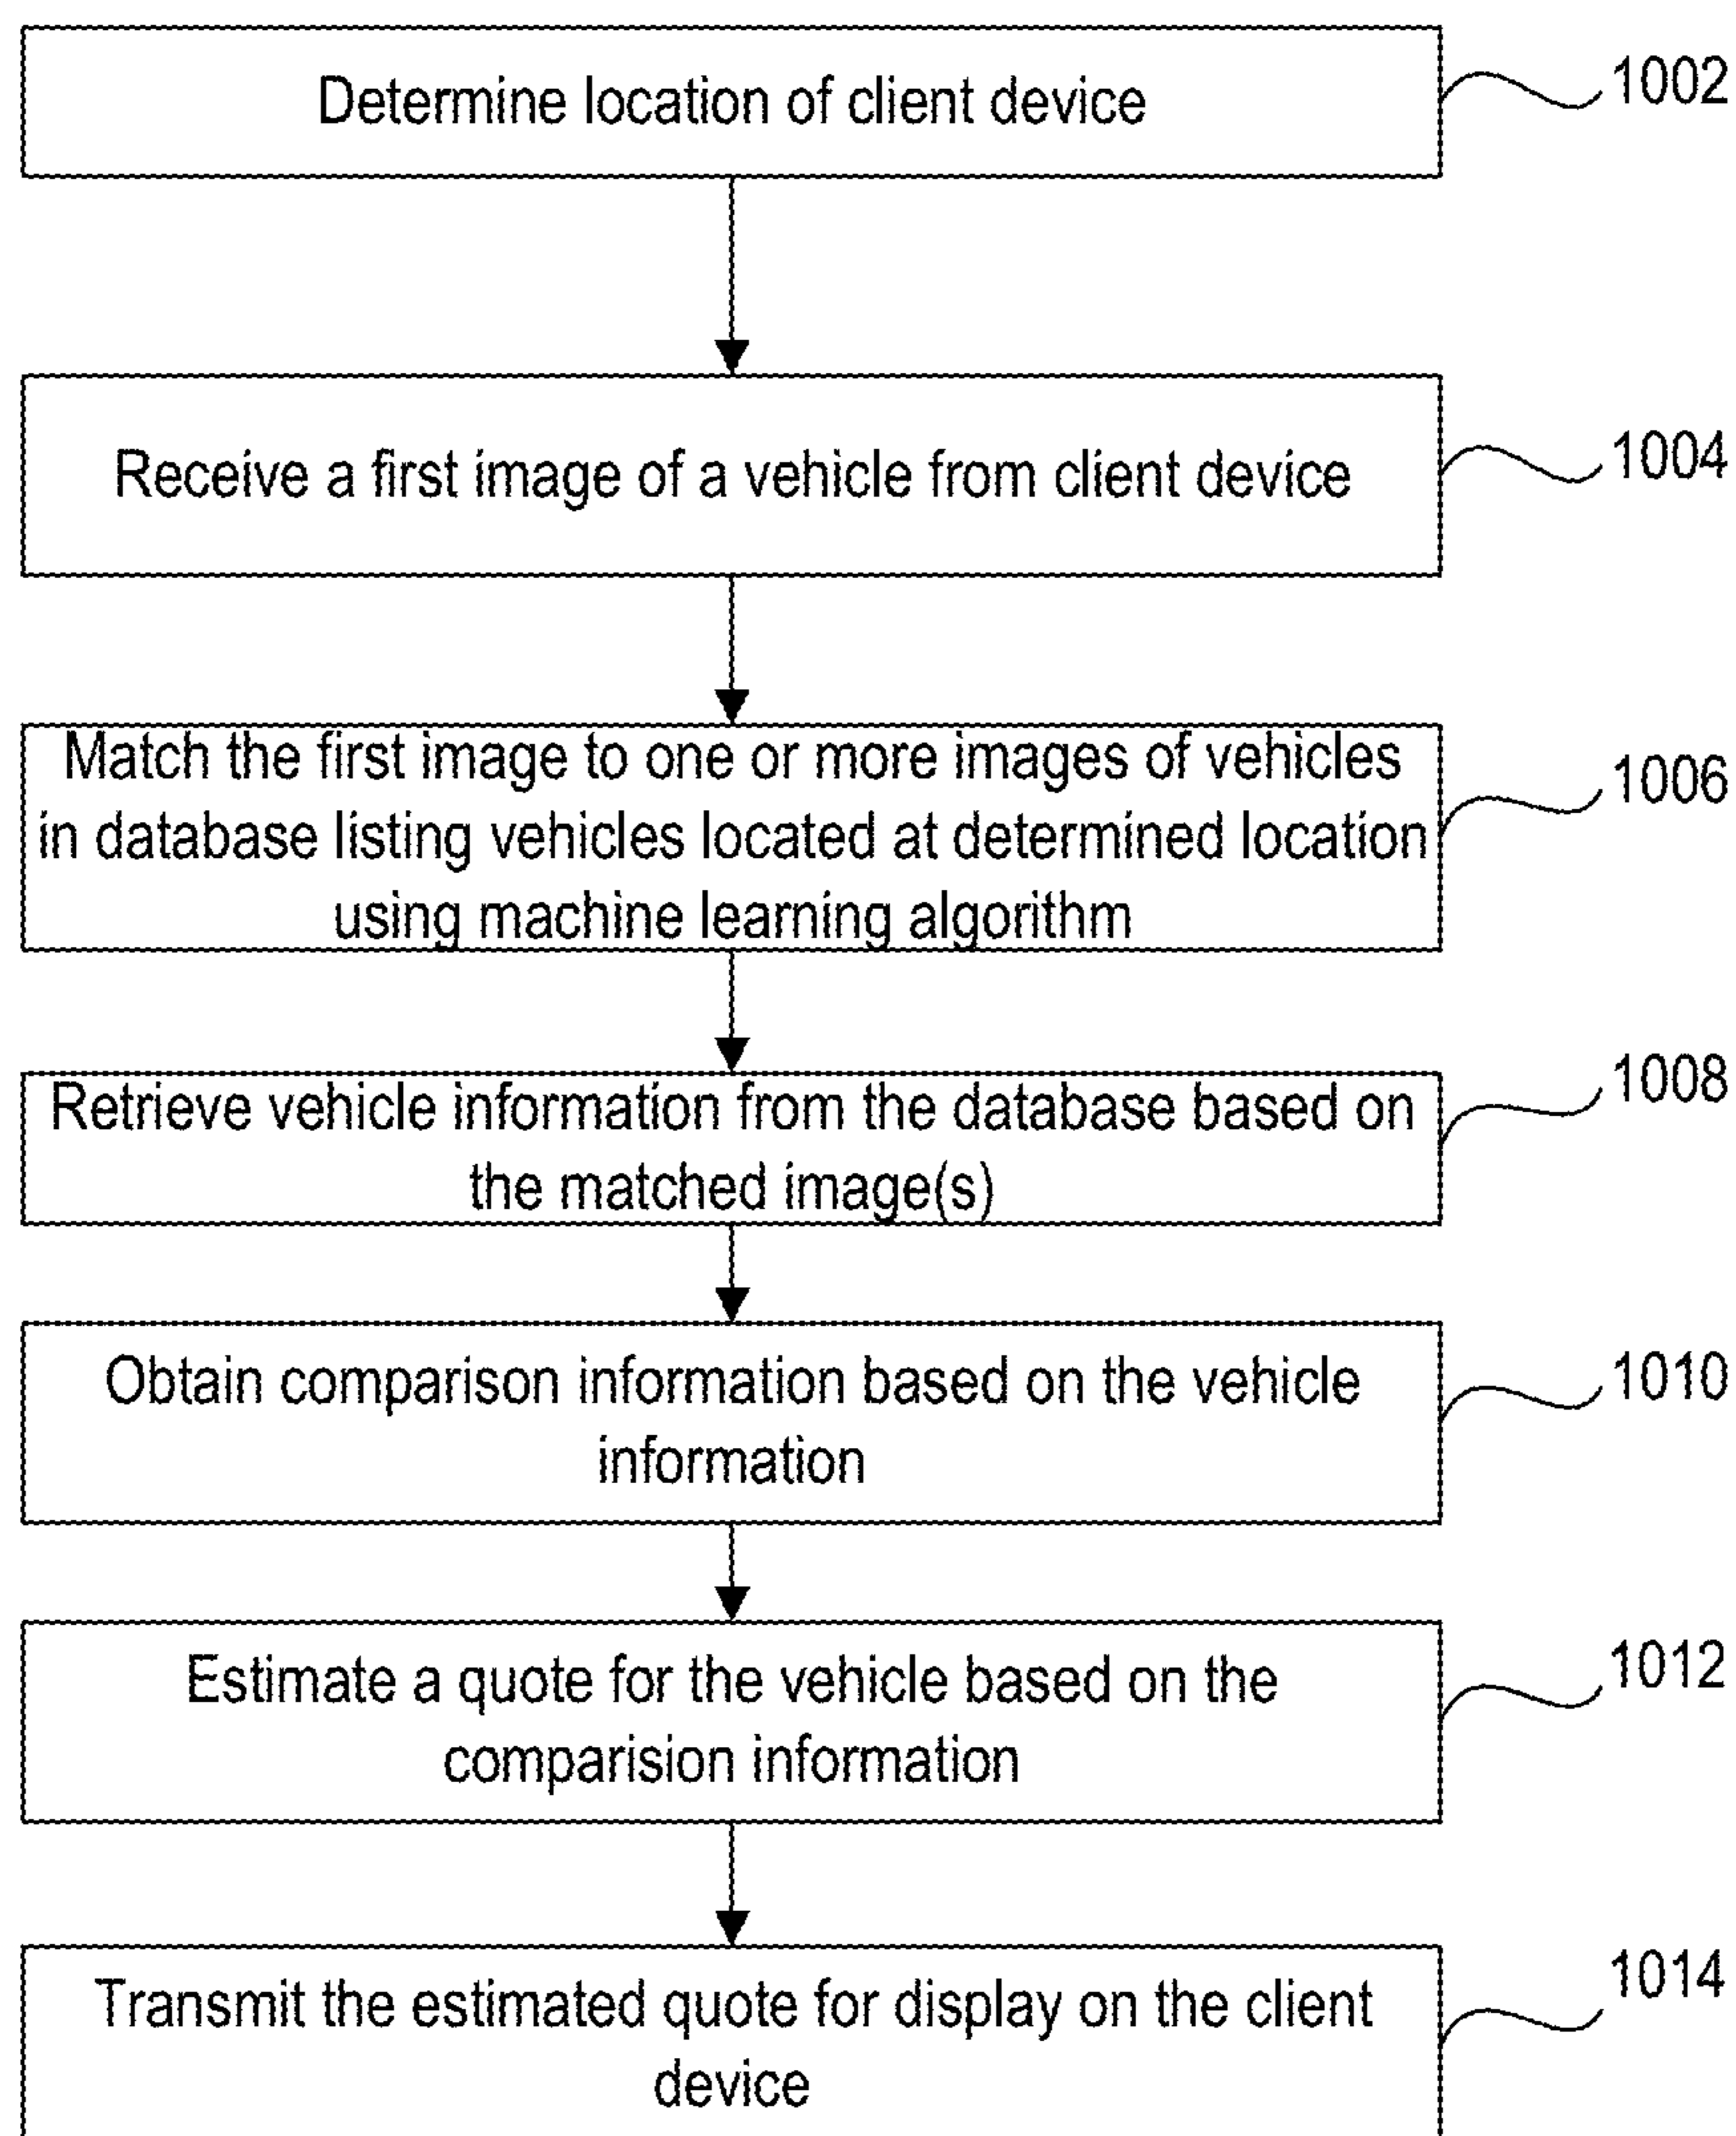 Determine location of client device
1002
Receive a first image of a vehicle from client device
1004
Match the first image to one or more images of vehicles
in database listing vehicles located at determined location
using machine learning algorithm
1006
Retrieve vehicle information from the database based on
the matched image(s)
1008
Obtain comparison information based on the vehicle
information
1010
Estimate a quote for the vehicle based on the
comparision information
1012
Transmit the estimated quote for display on the client
device
1014